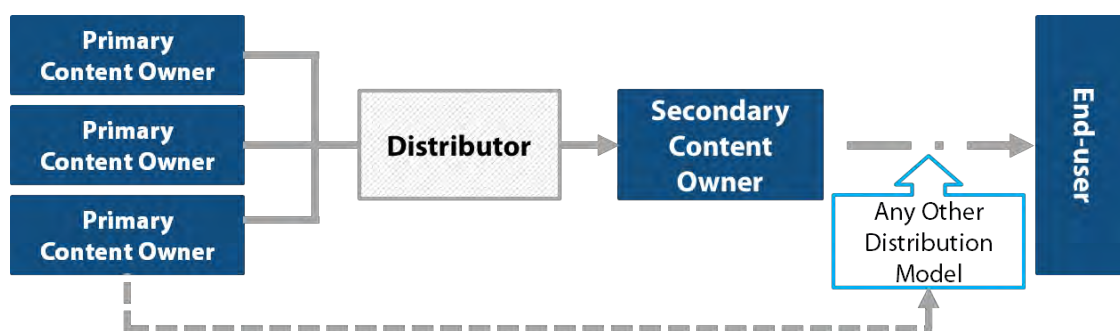 Primary
Content Owner
Primary
Content Owner
Primary
Content Owner
Distributor
Secondary
Content
Owner
Any Other
Distribution
Model
End-user